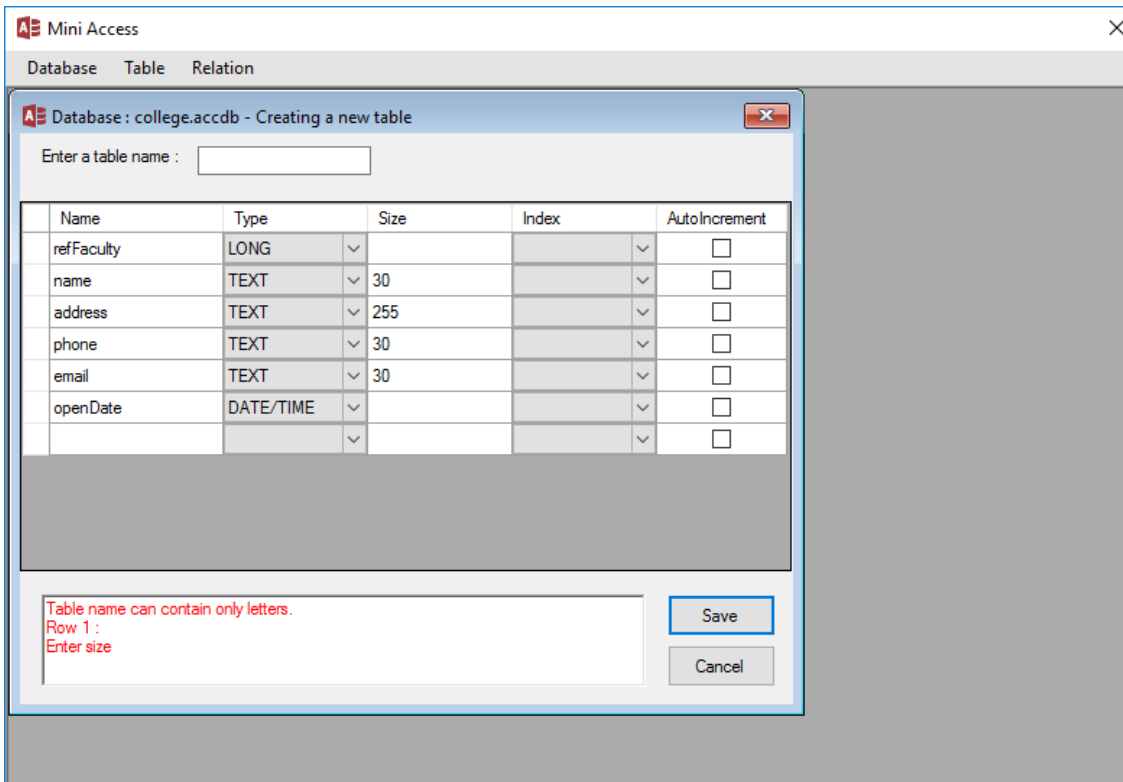 Mini Access
Database Table Relation
Database : college.accdb - Creating a new table
Enter a table name :
Name Type Size Index AutoIncrement
refFaculty LONG
name TEXT 30
address TEXT 255
phone TEXT 30
email TEXT 30
openDate DATE/TIME
Table name can contain only letters.
Row 1 :
Enter size
Save
Cancel